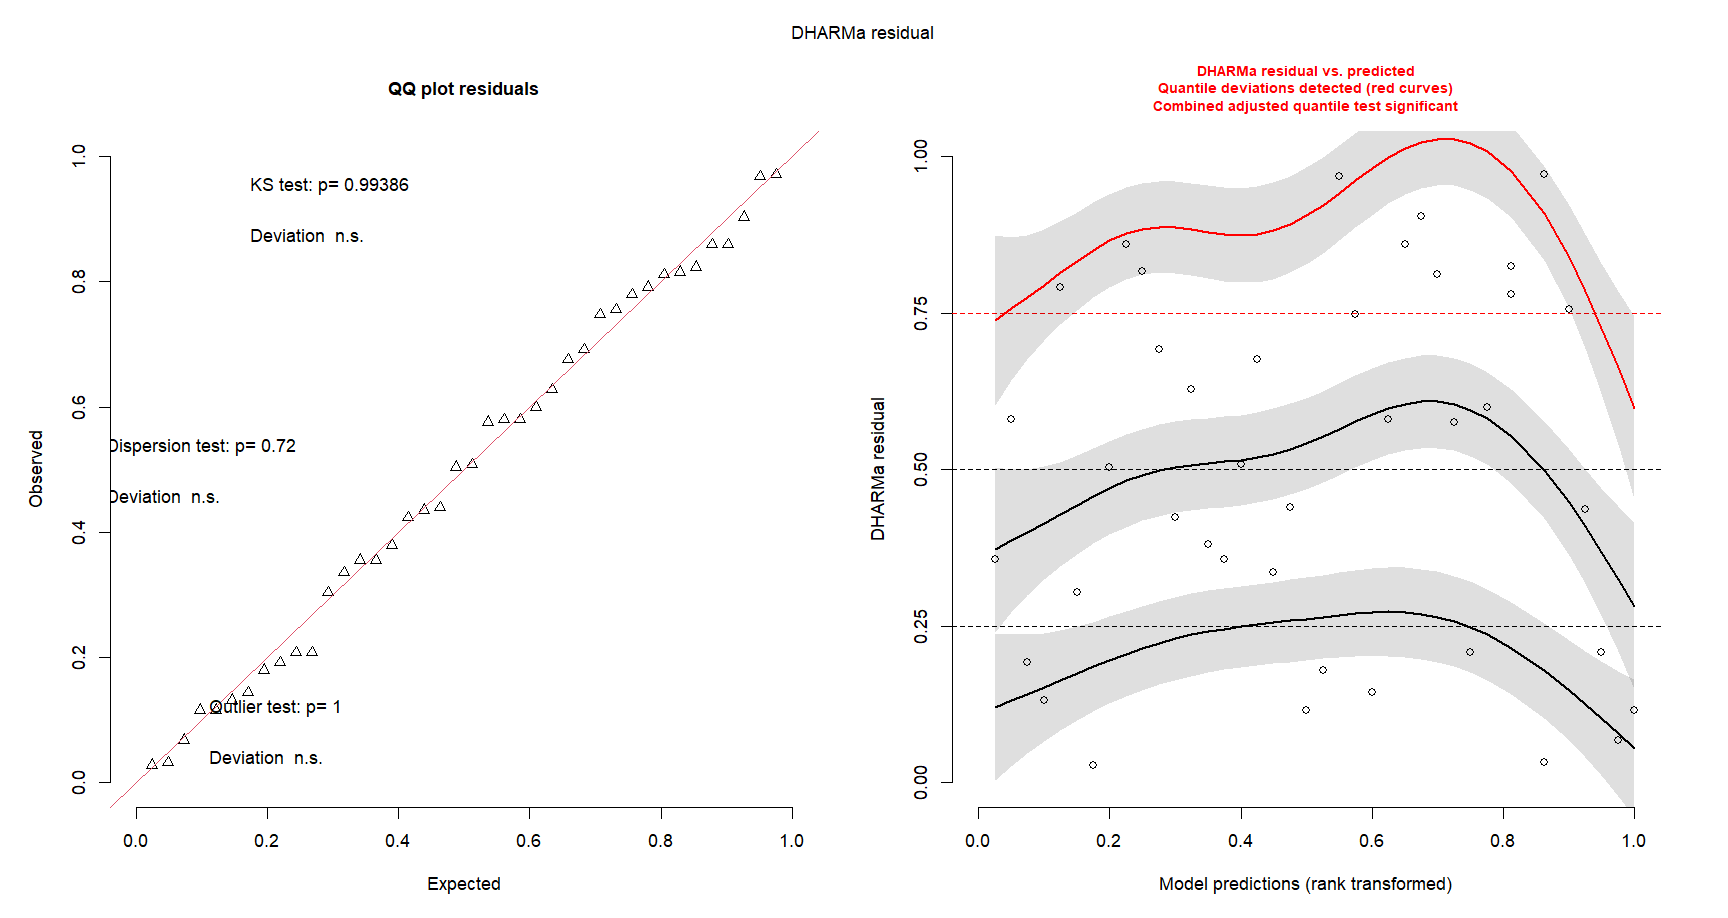 DHARMa residual
QQ plot residuals
KS test: p= 0.99386
Deviation  n.s.
Dispersion test: p= 0.72
Deviation  n.s.
Outlier test: p= 1
Deviation  n.s.
Observed
1.0
0.8
0.6
0.4
0.2
0.0
0.0 0.2 0.4 0.6 0.8 1.0
Expected
DHARMa residual vs. predicted
Quantile deviations detected (red curves)
Combined adjusted quantile test significant
DHARMa residual
1.00
0.75
0.50
0.25
0.00
0.0 0.2 0.4 0.6 0.8 1.0
Model predictions (rank transformed)